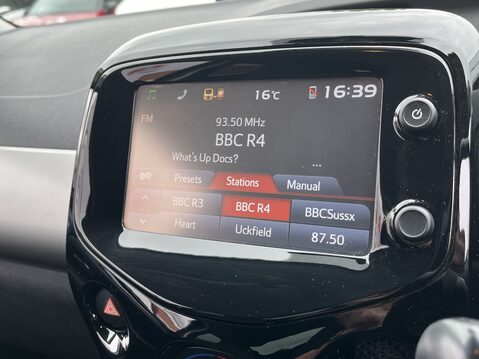 16℃ 16:39
FM
93.50 MHz
BBC R4
What's Up Docs?
...
Presets Stations Manual
BBC R3 BBC R4 BBCSussx
Heart Uckfield 87.50